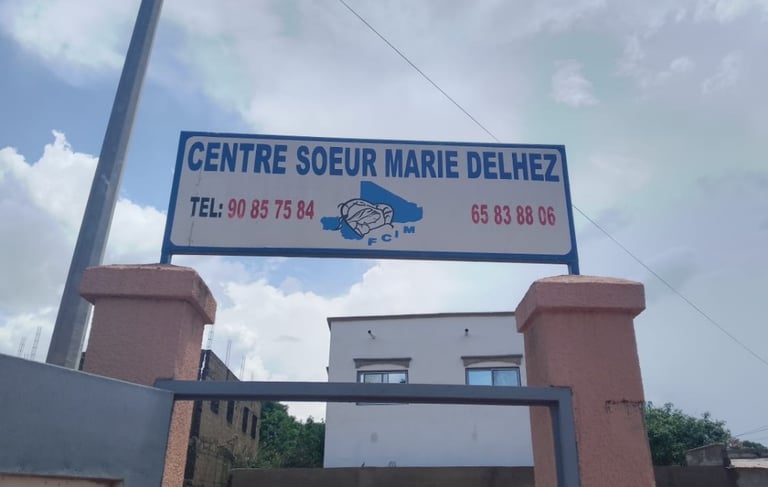 CENTRE SOEUR MARIE DELHEZ
TEL: 90 85 75 84 65 83 88 06
FCIM